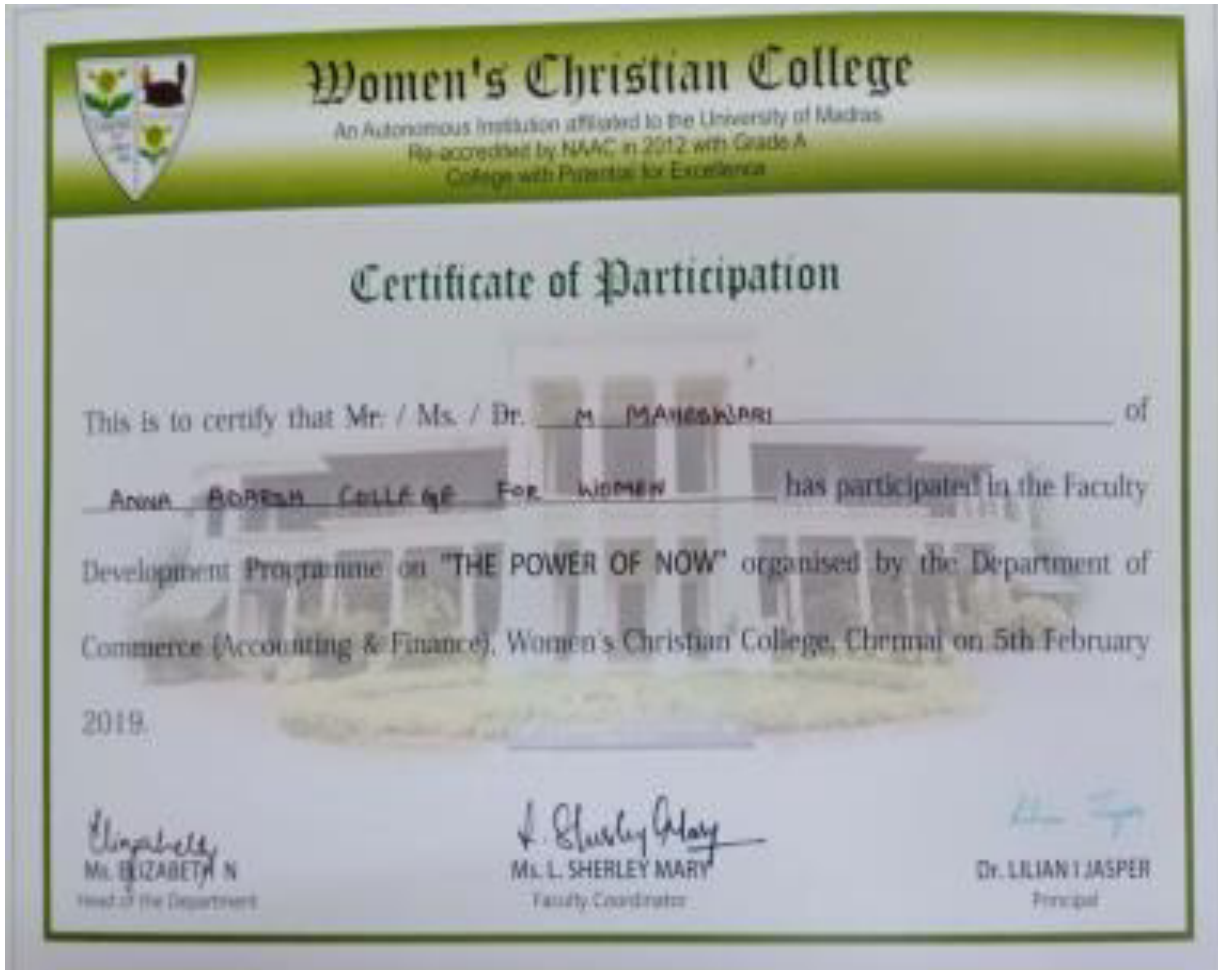 Women's Christian College
An Autonomous Institution affiliated to the University of Madras
Re-accredited by NAAC in 2012 with Grade A
College with Potential for Excellence
Certificate of Participation
This is to certify that Mr. / Ms. / Dr. M MAHESWARI of
ANNA ADARSH COLLEGE FOR WOMEN has participated in the Faculty
Development Programme on "THE POWER OF NOW" organised by the Department of
Commerce (Accounting & Finance), Women's Christian College, Chennai on 5th February
2019.
Elizabeth L. Sherley Mary
Ms. ELIZABETH N Ms. L. SHERLEY MARY Dr. LILIAN I JASPER
Head of the Department Faculty Coordinator Principal